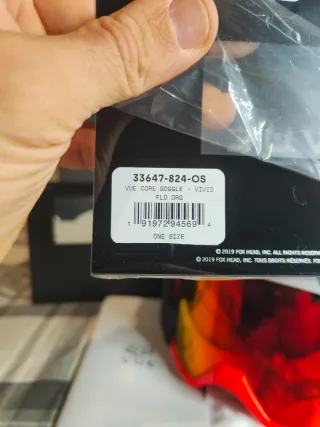 33647-824-OS
VUE CORE GOGGLE - VIVID
FLO ORG
1 91972 94569 4
ONE SIZE
© 2019 FOX HEAD, INC. ALL RIGHTS
© 2019 FOX HEAD, INC. TOUS DROITS RÉSERVÉS.